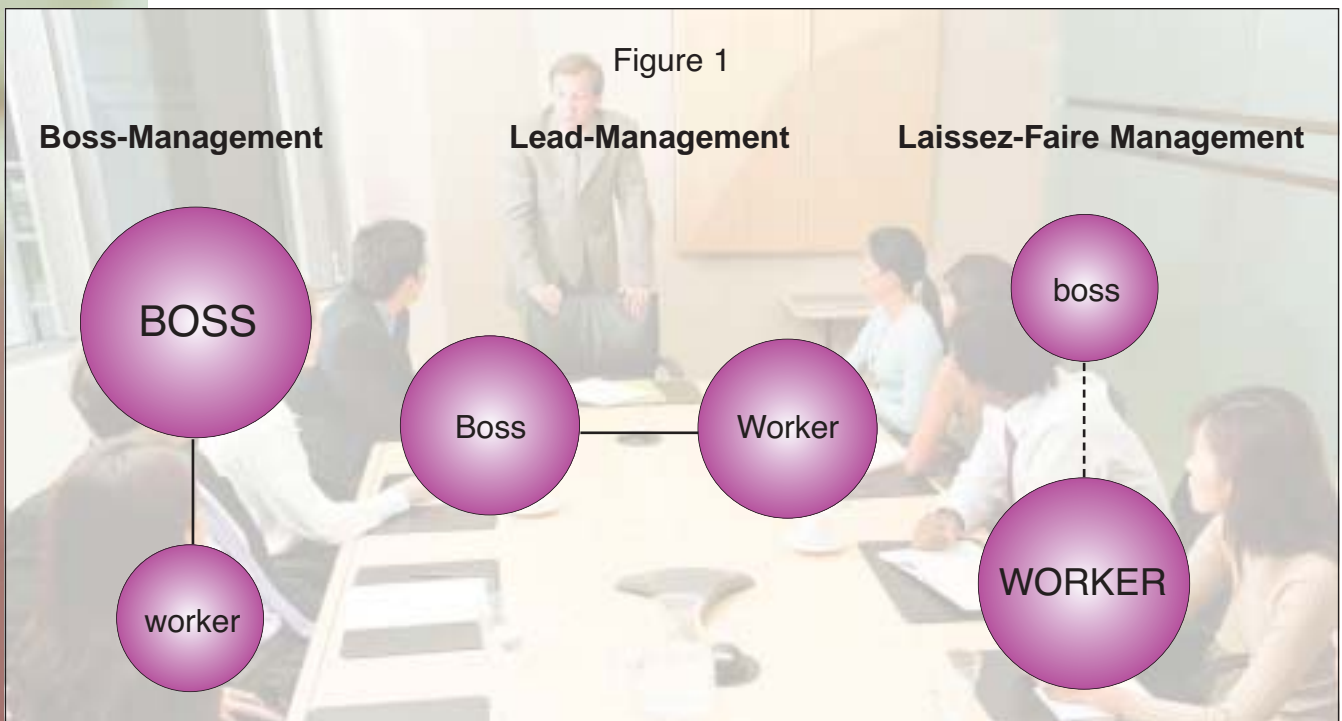 Figure 1
Boss-Management
Lead-Management
Laissez-Faire Management
BOSS
worker
Boss
Worker
boss
WORKER